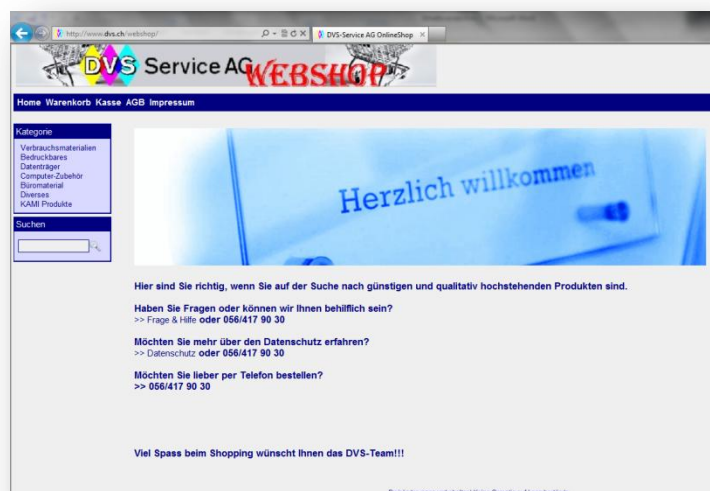 http://www.dvs.ch/webshop/
DVS-Service AG OnlineShop
DVS Service AG WEBSHOP
Home Warenkorb Kasse AGB Impressum
Kategorie
Verbrauchsmaterialien
Bedruckbares
Datenträger
Computer-Zubehör
Büromaterial
Diverses
KAMI Produkte
Suchen
Herzlich willkommen
Hier sind Sie richtig, wenn Sie auf der Suche nach günstigen und qualitativ hochstehenden Produkten sind.
Haben Sie Fragen oder können wir Ihnen behilflich sein?
>> Frage & Hilfe oder 056/417 90 30
Möchten Sie mehr über den Datenschutz erfahren?
>> Datenschutz oder 056/417 90 30
Möchten Sie lieber per Telefon bestellen?
>> 056/417 90 30
Viel Spass beim Shopping wünscht Ihnen das DVS-Team!!!